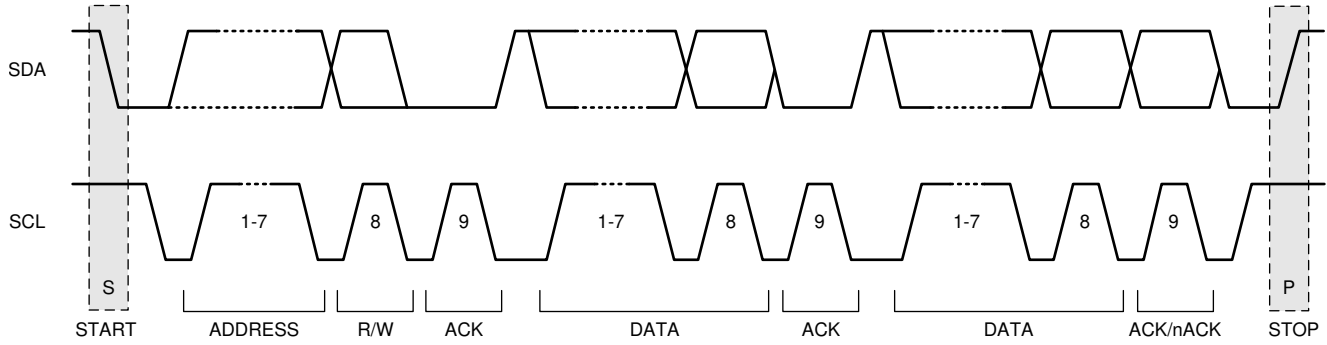 SDA
SCL
1-7 8 9 1-7 8 9 1-7 8 9
S P
START ADDRESS R/W ACK DATA ACK DATA ACK/nACK STOP